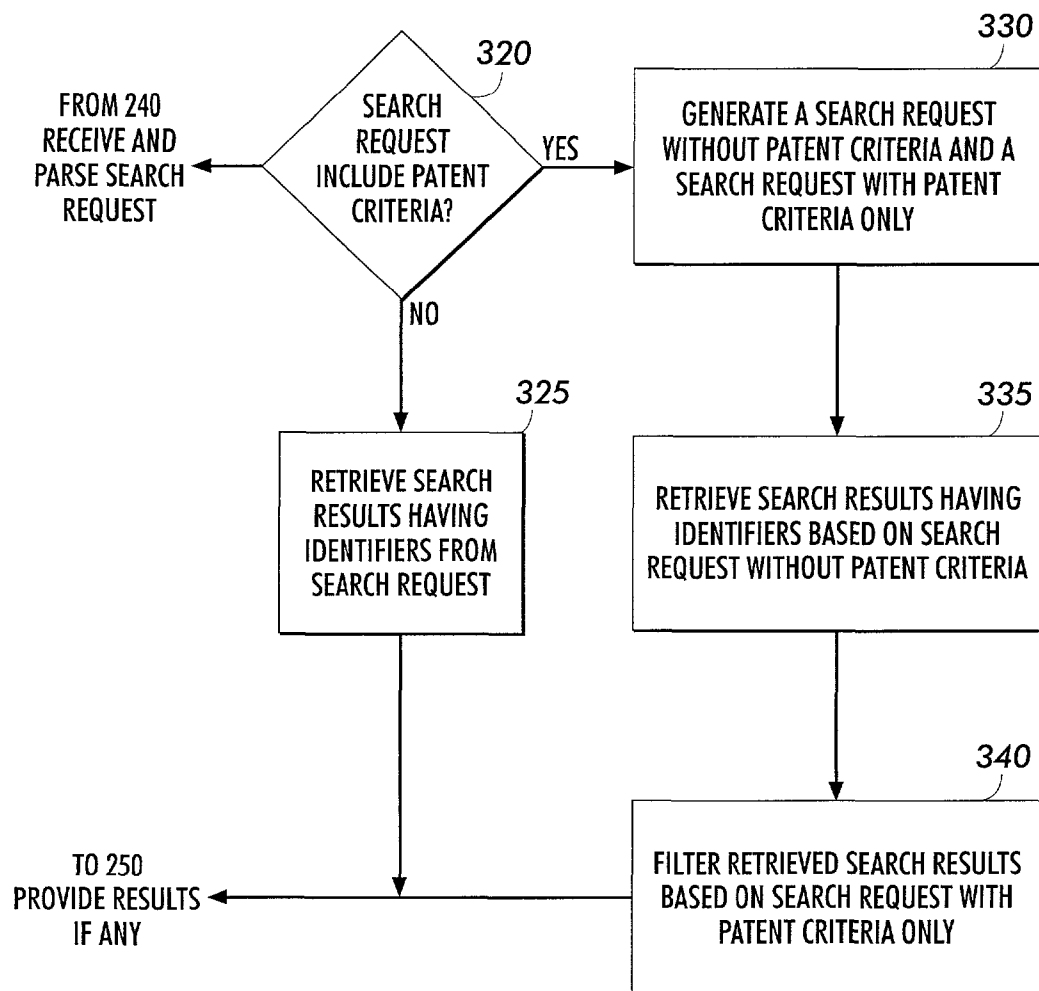 320
330
FROM 240
RECEIVE AND
PARSE SEARCH
REQUEST
SEARCH
REQUEST
INCLUDE PATENT
CRITERIA?
YES
NO
GENERATE A SEARCH REQUEST
WITHOUT PATENT CRITERIA AND A
SEARCH REQUEST WITH PATENT
CRITERIA ONLY
325
RETRIEVE SEARCH
RESULTS HAVING
IDENTIFIERS FROM
SEARCH REQUEST
335
RETRIEVE SEARCH RESULTS HAVING
IDENTIFIERS BASED ON SEARCH
REQUEST WITHOUT PATENT CRITERIA
340
FILTER RETRIEVED SEARCH RESULTS
BASED ON SEARCH REQUEST WITH
PATENT CRITERIA ONLY
TO 250
PROVIDE RESULTS
IF ANY